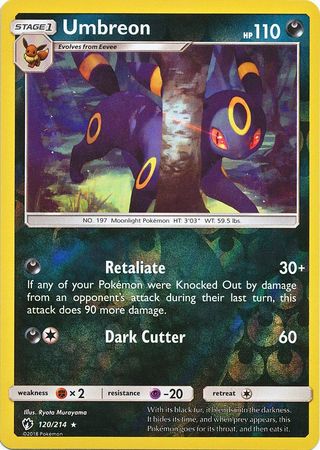 STAGE 1 Umbreon HP 110
Evolves from Eevee
NO. 197 Moonlight Pokémon HT: 3'03" WT: 59.5 lbs.
Retaliate 30+
If any of your Pokémon were Knocked Out by damage
from an opponent's attack during their last turn, this
attack does 90 more damage.
Dark Cutter 60
weakness ×2 resistance -20 retreat
Illus. Ryota Murayama
120/214 ★
©2018 Pokémon
With its black fur, it blends into the darkness.
It bides its time, and when prey appears, this
Pokémon goes for its throat, and then eats it.